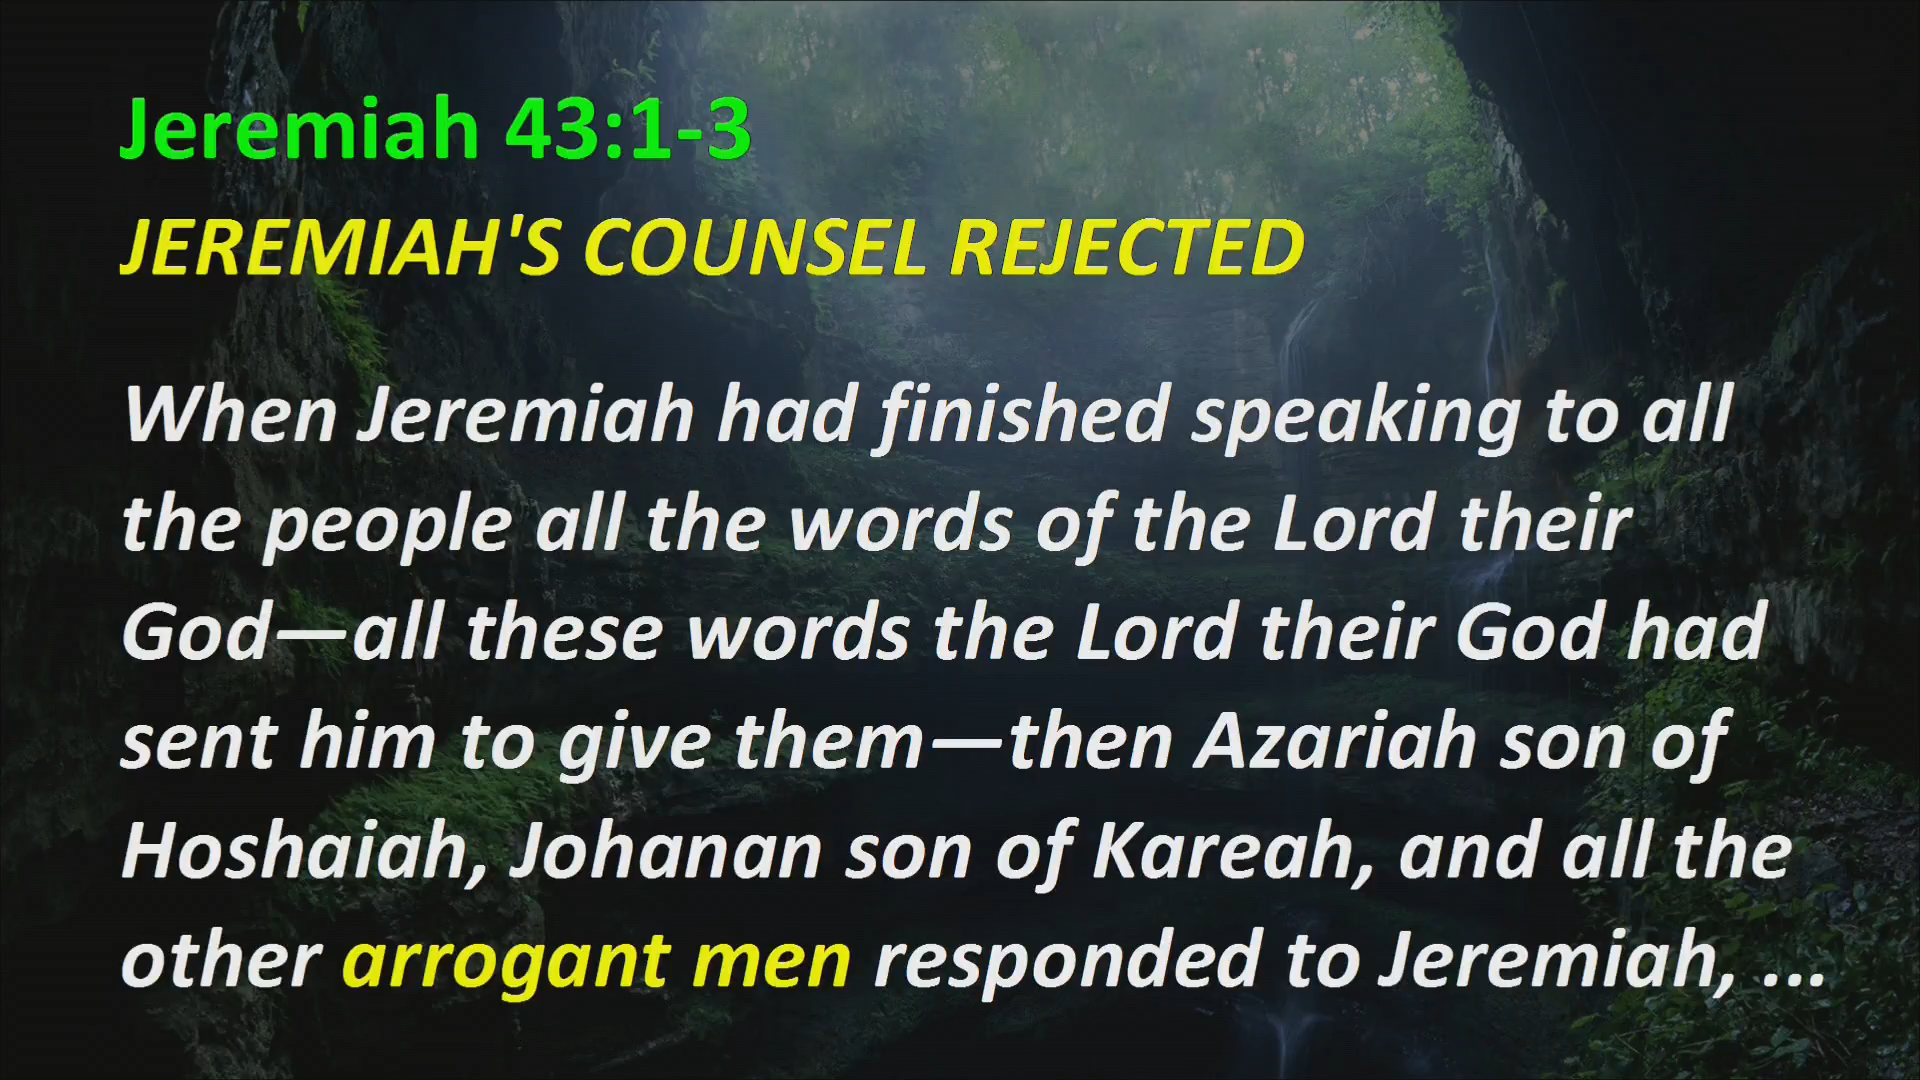 Jeremiah 43:1-3
JEREMIAH'S COUNSEL REJECTED
When Jeremiah had finished speaking to all
the people all the words of the Lord their
God—all these words the Lord their God had
sent him to give them—then Azariah son of
Hoshaiah, Johanan son of Kareah, and all the
other arrogant men responded to Jeremiah, ...